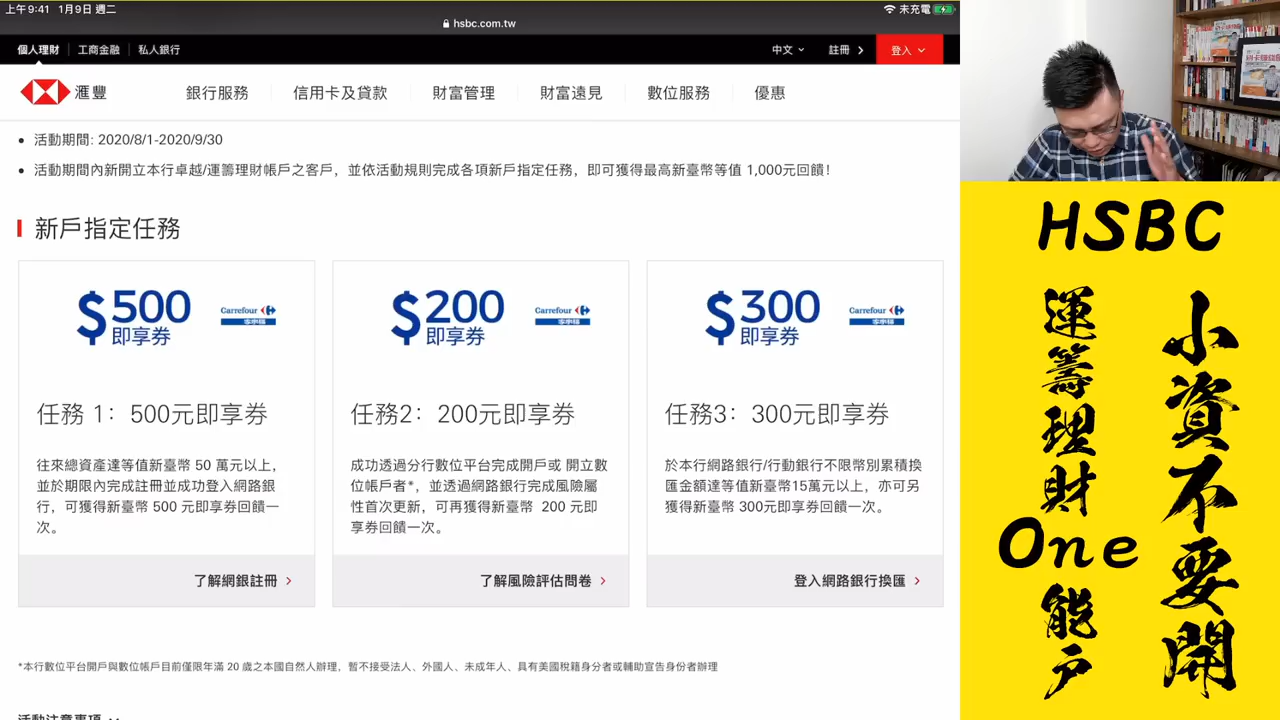 上午9:41 1月9日 週二
未充電
hsbc.com.tw
個人理財 工商金融 私人銀行
中文 註冊 登入
滙豐 銀行服務 信用卡及貸款 財富管理 財富遠見 數位服務 優惠
活動期間: 2020/8/1-2020/9/30
活動期間內新開立本行卓越/運籌理財帳戶之客戶，並依活動規則完成各項新戶指定任務，即可獲得最高新臺幣等值 1,000元回饋！
新戶指定任務
$500
即享券
Carrefour
家樂福
任務 1：500元即享券
往來總資產達等值新臺幣 50 萬元以上，
並於期限內完成註冊並成功登入網路銀
行，可獲得新臺幣 500 元即享券回饋一
次。
了解網銀註冊
$200
即享券
Carrefour
家樂福
任務2：200元即享券
成功透過分行數位平台完成開戶或 開立數
位帳戶者*，並透過網路銀行完成風險屬
性首次更新，可再獲得新臺幣 200 元即
享券回饋一次。
了解風險評估問卷
$300
即享券
Carrefour
家樂福
任務3：300元即享券
於本行網路銀行/行動銀行不限幣別累積換
匯金額達等值新臺幣15萬元以上，亦可另
獲得新臺幣 300元即享券回饋一次。
登入網路銀行換匯
*本行數位平台開戶與數位帳戶目前僅限年滿 20 歲之本國自然人辦理，暫不接受法人、外國人、未成年人、具有美國稅籍身分者或輔助宣告身份者辦理
活動注意事項
HSBC
運籌理財One能戶
小資不要開